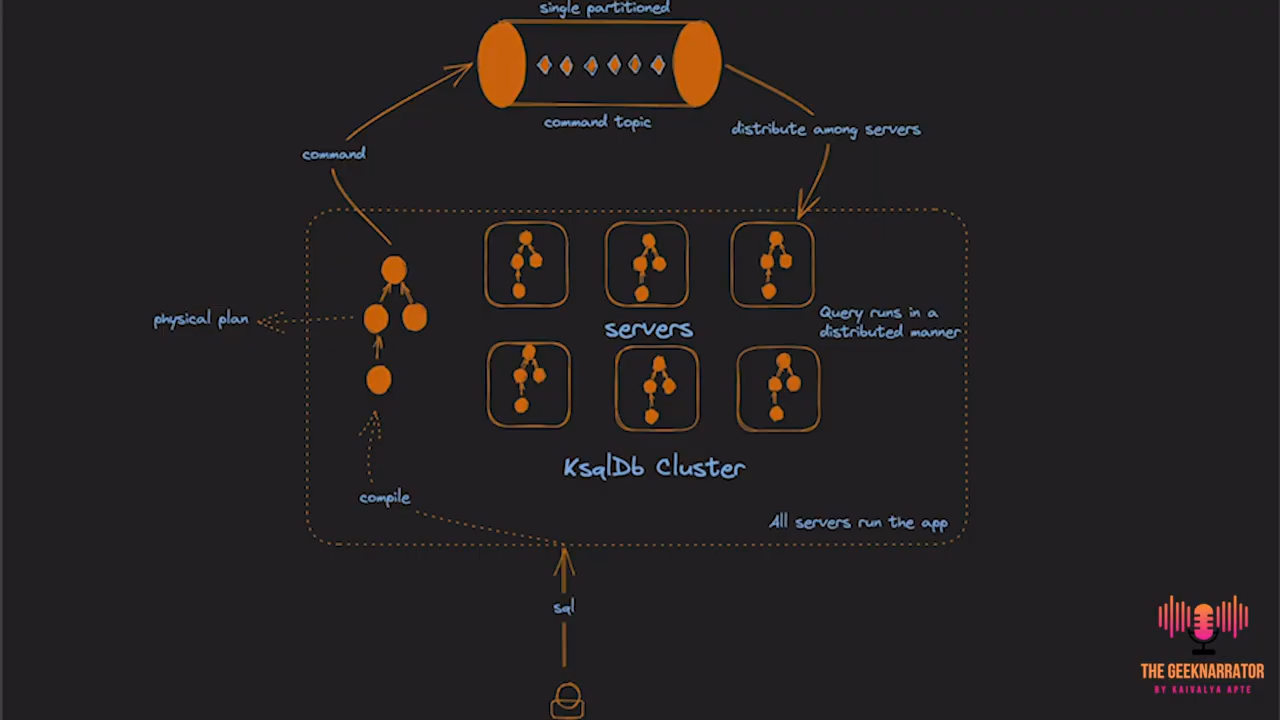 single partitioned
command topic
distribute among servers
command
physical plan
servers
Query runs in a
distributed manner
KsqlDb Cluster
compile
All servers run the app
sql
THE GEEKNARRATOR
BY KAIVALYA APTE